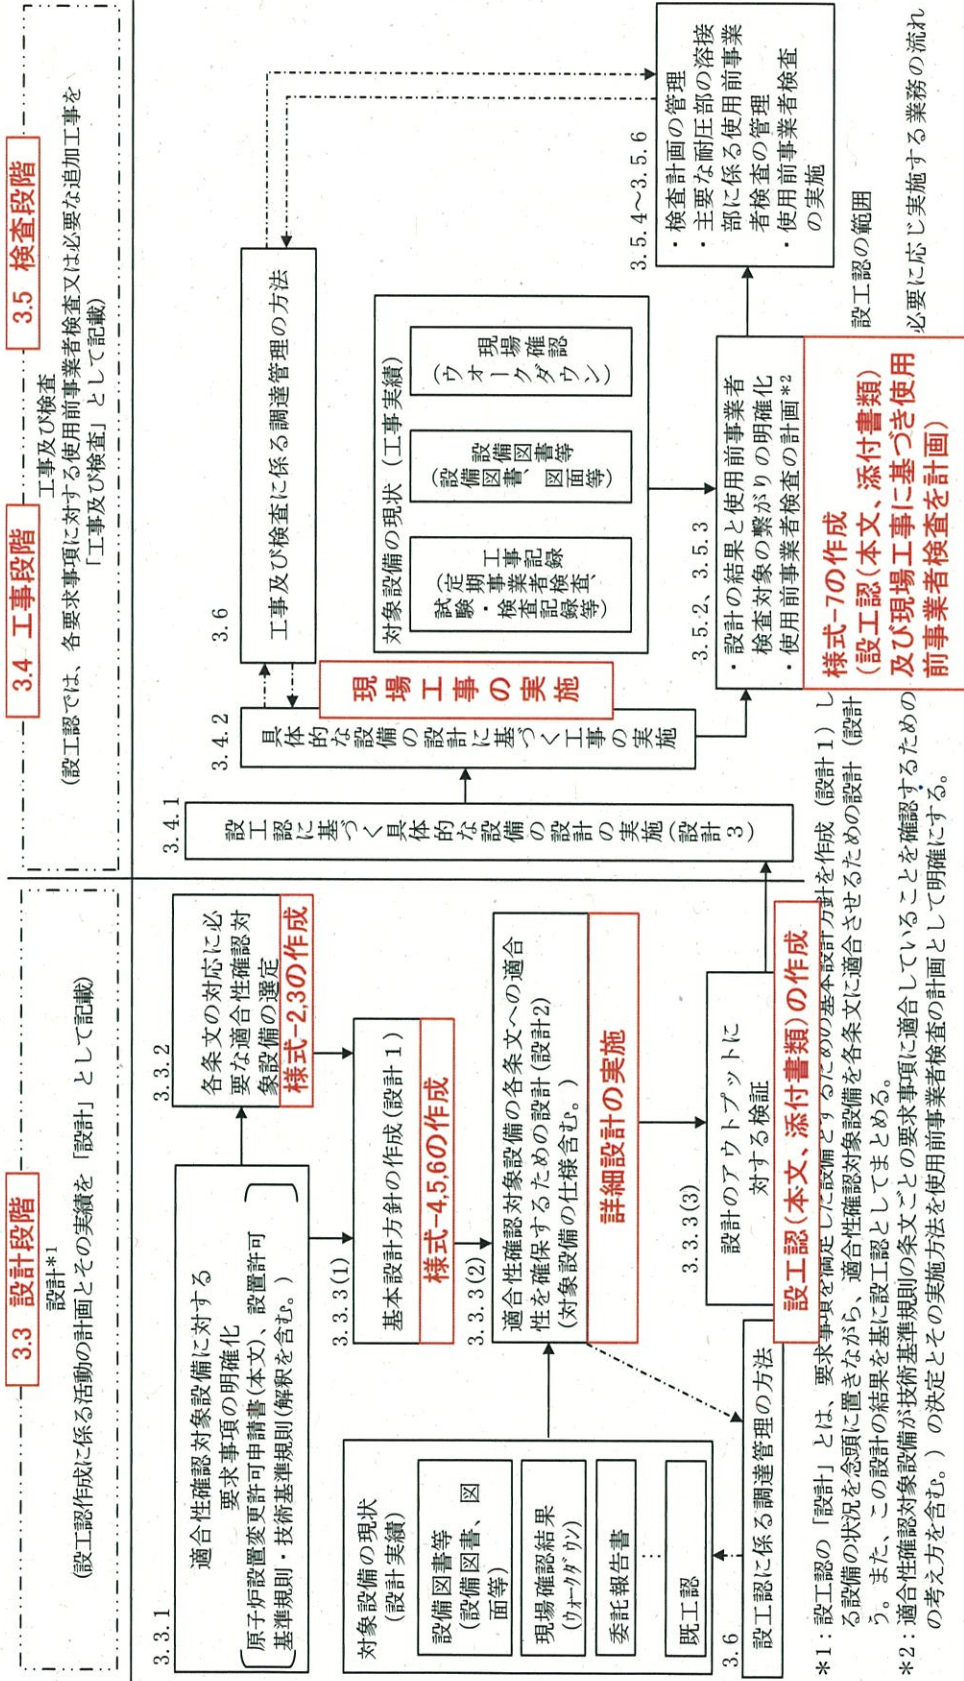 3.3 設計段階
設計*1
(設工認作成に係る活動の計画とその実績を「設計」として記載)
3.4 工事段階
3.5 検査段階
工事及び検査
(設工認では、各要求事項に対する使用前事業者検査又は必要な追加工事を
「工事及び検査」として記載)
3.3.1
適合性確認対象設備に対する
要求事項の明確化
原子炉設置変更許可申請書(本文)、設置許可
基準規則・技術基準規則(解釈を含む。)
3.3.2
各条文の対応に必
要な適合性確認対
象設備の選定
様式-2,3の作成
3.3.3(1)
基本設計方針の作成(設計1)
様式-4,5,6の作成
3.3.3(2)
適合性確認対象設備の各条文への適合
性を確保するための設計(設計2)
(対象設備の仕様含む。)
詳細設計の実施
3.3.3(3)
設計のアウトプットに
対する検証
設工認(本文、添付書類)の作成
対象設備の現状
(設計実績)
設備図書等
(設備図書、図
面等)
現場確認結果
(ウォークダウン)
委託報告書
⋮
既工認
3.6
設工認に係る調達管理の方法
3.4.1
設工認に基づく具体的な設備の設計の実施(設計3)
3.4.2
具体的な設備の設計に基づく工事の実施
現場工事の実施
3.6
工事及び検査に係る調達管理の方法
対象設備の現状 (工事実績)
工事記録
(定期事業者検査、
試験・検査記録等)
設備図書等
(設備図書、図面等)
現場確認
(ウオークダウン)
3.5.2、3.5.3
・設計の結果と使用前事業者
検査対象の繋がりの明確化
・使用前事業者検査の計画*2
様式-7の作成
(設工認(本文、添付書類)
及び現場工事に基づき使用
前事業者検査を計画)
3.5.4~3.5.6
・検査計画の管理
・主要な耐圧部の溶接
部に係る使用前事業
者検査の管理
・使用前事業者検査
の実施
設工認の範囲
必要に応じ実施する業務の流れ
*1:設工認の「設計」とは、要求事項を満足した設備とするための基本設計方針を作成(設計1)し
る設備の状況を念頭に置きながら、適合性確認対象設備を各条文に適合させるための設計(設計
う。また、この設計の結果を基に設工認としてまとめる。
*2:適合性確認対象設備が技術基準規則の条文ごとの要求事項に適合していることを確認するための
の考え方を含む。)の決定とその実施方法を使用前事業者検査の計画として明確にする。